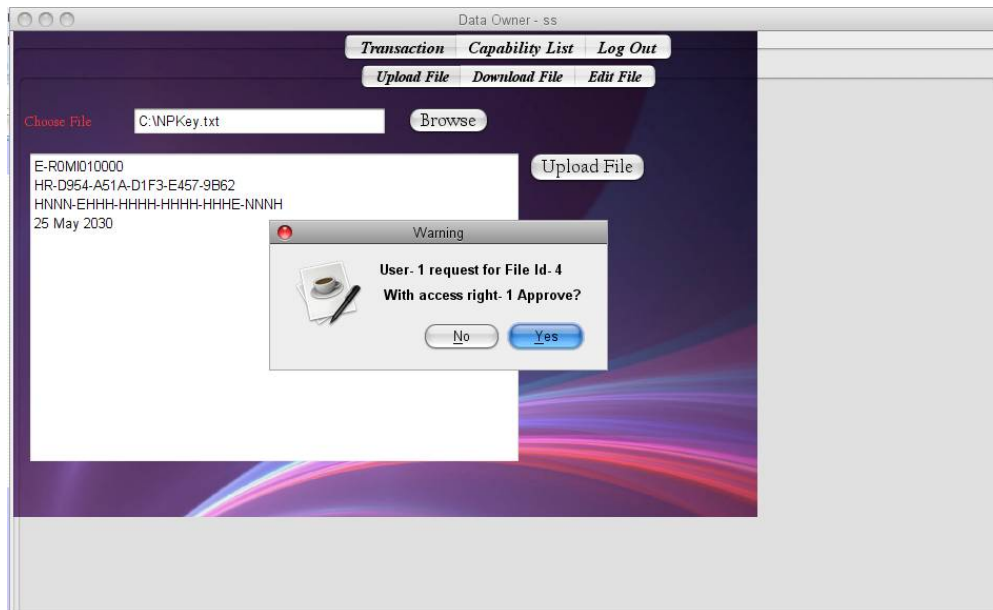 Data Owner - ss
Transaction Capability List Log Out
Upload File Download File Edit File
Choose File C:\NPKey.txt Browse
Upload File
E-R0MI010000
HR-D954-A51A-D1F3-E457-9B62
HNNN-EHHH-HHHH-HHHH-HHHE-NNNH
25 May 2030
Warning
User- 1 request for File Id- 4
With access right- 1 Approve?
No Yes